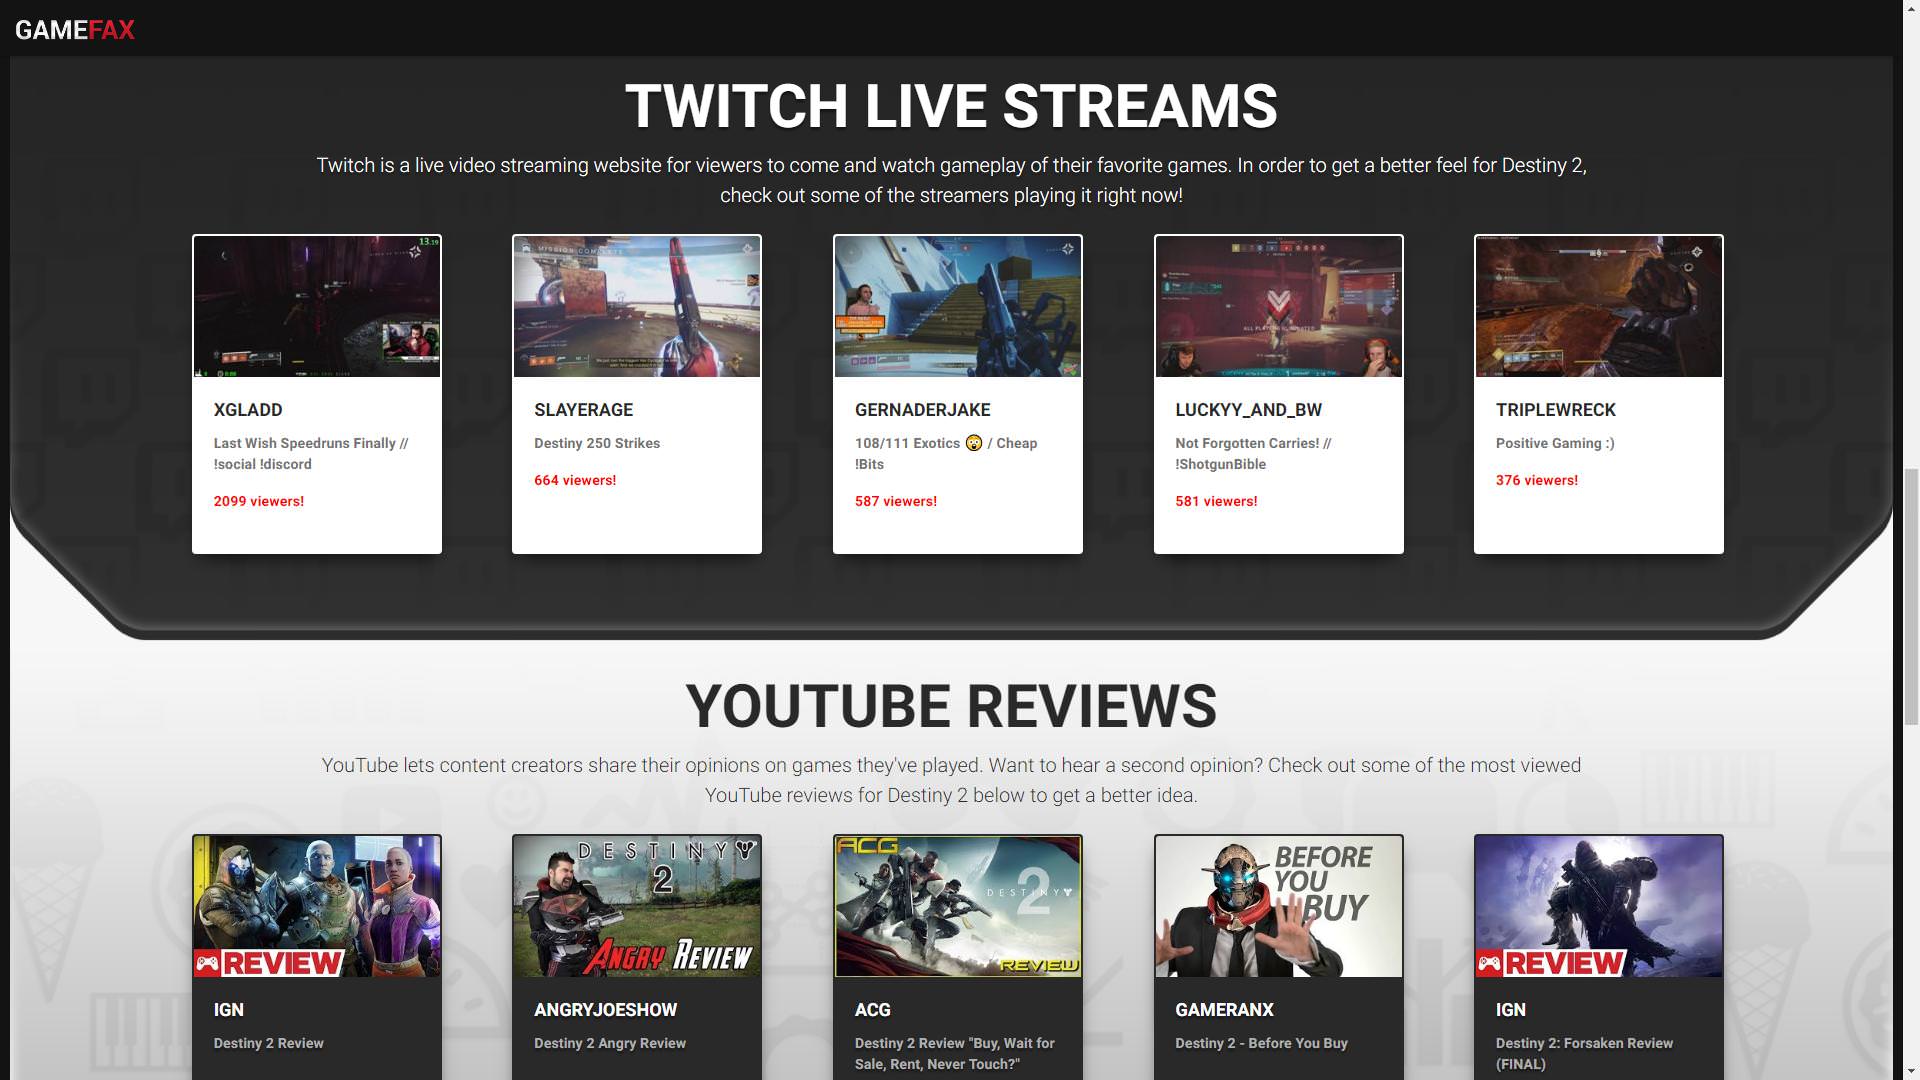 GAMEFAX
TWITCH LIVE STREAMS
Twitch is a live video streaming website for viewers to come and watch gameplay of their favorite games. In order to get a better feel for Destiny 2,
check out some of the streamers playing it right now!
13.19
MISSION COMPLETE
ALL PLAYERS ELIMINATED
XGLADD
Last Wish Speedruns Finally //
!social !discord
2099 viewers!
SLAYERAGE
Destiny 250 Strikes
664 viewers!
GERNADERJAKE
108/111 Exotics 😲 / Cheap
!Bits
587 viewers!
LUCKYY_AND_BW
Not Forgotten Carries! //
!ShotgunBible
581 viewers!
TRIPLEWRECK
Positive Gaming :)
376 viewers!
YOUTUBE REVIEWS
YouTube lets content creators share their opinions on games they've played. Want to hear a second opinion? Check out some of the most viewed
YouTube reviews for Destiny 2 below to get a better idea.
REVIEW
DESTINY
2
ANGRY REVIEW
ACG
DESTINY 2
REVIEW
BEFORE
YOU
BUY
REVIEW
IGN
Destiny 2 Review
ANGRYJOESHOW
Destiny 2 Angry Review
ACG
Destiny 2 Review "Buy, Wait for
Sale, Rent, Never Touch?"
GAMERANX
Destiny 2 - Before You Buy
IGN
Destiny 2: Forsaken Review
(FINAL)